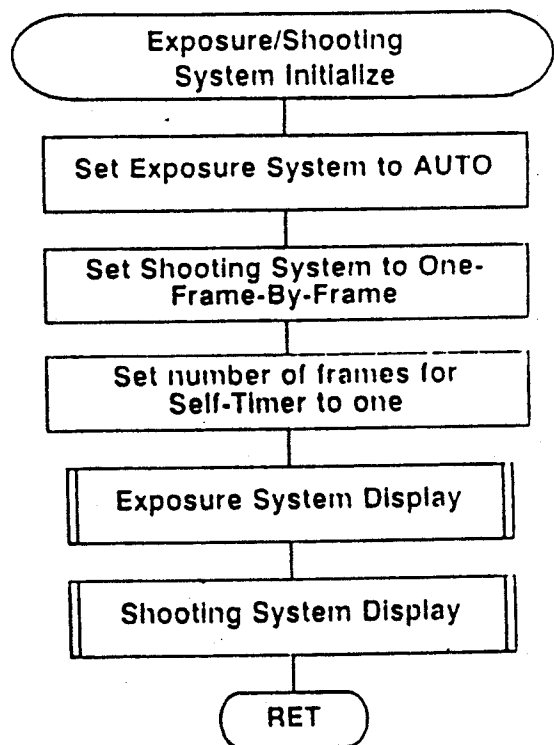 Exposure/Shooting
System Initialize
Set Exposure System to AUTO
Set Shooting System to One-
Frame-By-Frame
Set number of frames for
Self-Timer to one
Exposure System Display
Shooting System Display
RET